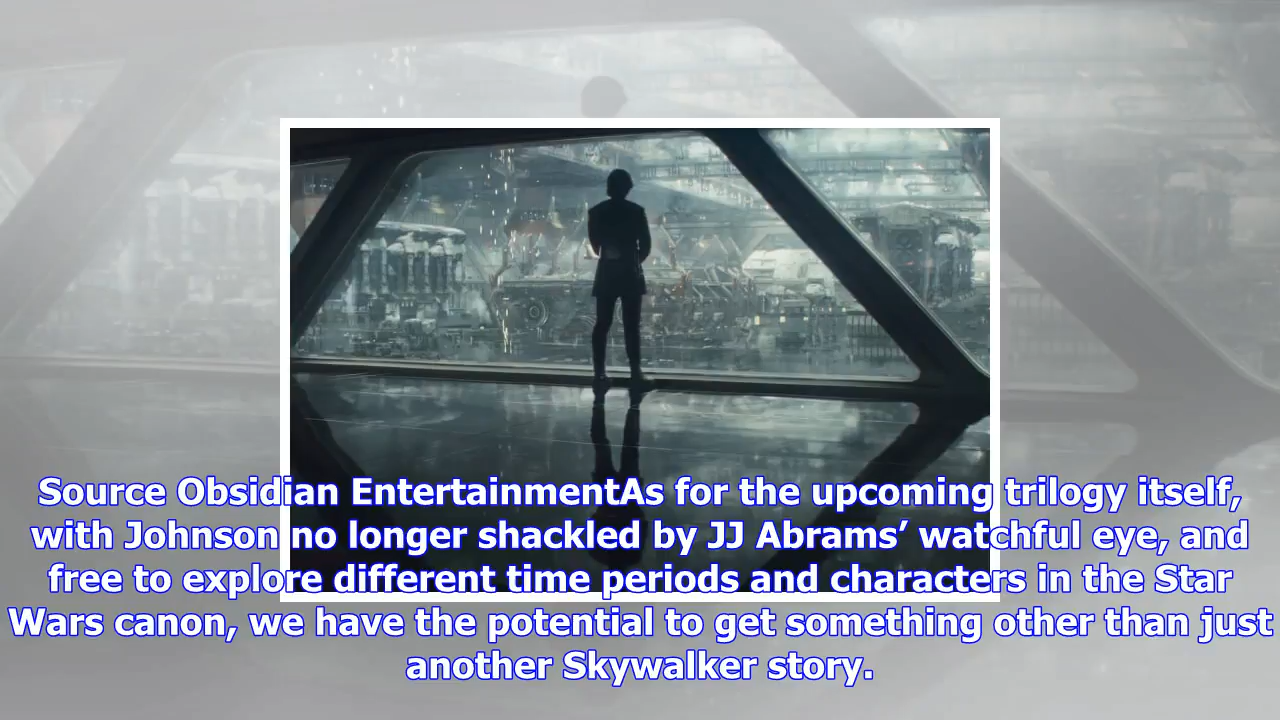 Source Obsidian EntertainmentAs for the upcoming trilogy itself,
with Johnson no longer shackled by JJ Abrams’ watchful eye, and
free to explore different time periods and characters in the Star
Wars canon, we have the potential to get something other than just
another Skywalker story.